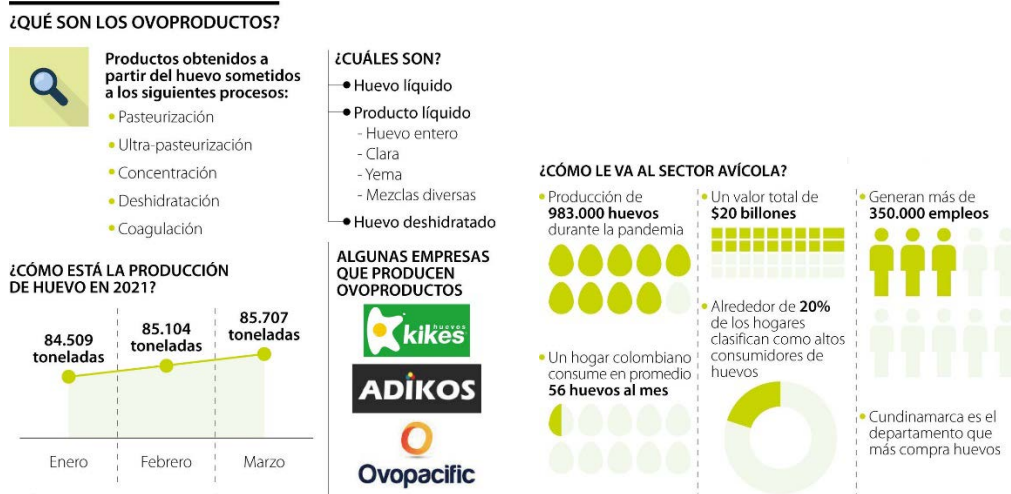 ¿QUÉ SON LOS OVOPRODUCTOS?
Productos obtenidos a
partir del huevo sometidos
a los siguientes procesos:
Pasteurización
Ultra-pasteurización
Concentración
Deshidratación
Coagulación
¿CUÁLES SON?
Huevo líquido
Producto líquido
- Huevo entero
- Clara
- Yema
- Mezclas diversas
Huevo deshidratado
¿CÓMO ESTÁ LA PRODUCCIÓN
DE HUEVO EN 2021?
84.509
toneladas
85.104
toneladas
85.707
toneladas
Enero
Febrero
Marzo
ALGUNAS EMPRESAS
QUE PRODUCEN
OVOPRODUCTOS
huevos
kikes
ADIKOS
Ovopacific
¿CÓMO LE VA AL SECTOR AVÍCOLA?
Producción de
983.000 huevos
durante la pandemia
Un hogar colombiano
consume en promedio
56 huevos al mes
Un valor total de
$20 billones
Alrededor de 20%
de los hogares
clasifican como altos
consumidores de
huevos
Generan más de
350.000 empleos
Cundinamarca es el
departamento que
más compra huevos